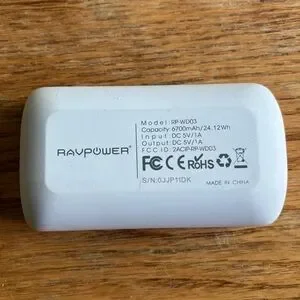 Model: RP-WD03
Capacity: 6700mAh/24.12Wh
Input: DC 5V/1A
Output: DC 5V/1A
FCC ID: 2ACIP-RP-WD03
RAVPOWER®
FC CE RoHS
S/N:0JJP11DK
MADE IN CHINA